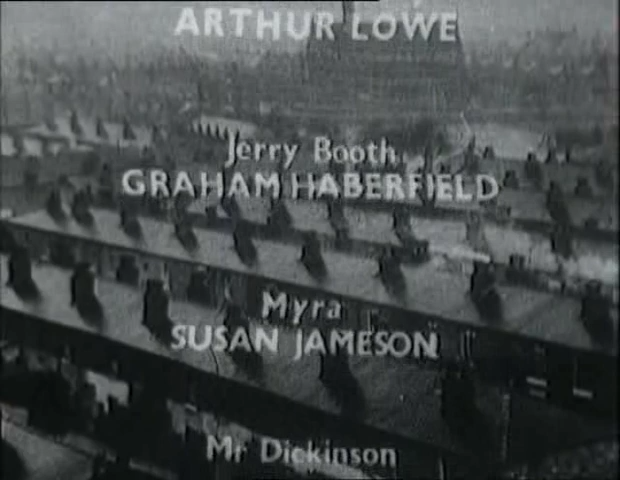 ARTHUR LOWE
Jerry Booth
GRAHAM HABERFIELD
Myra
SUSAN JAMESON
Mr Dickinson